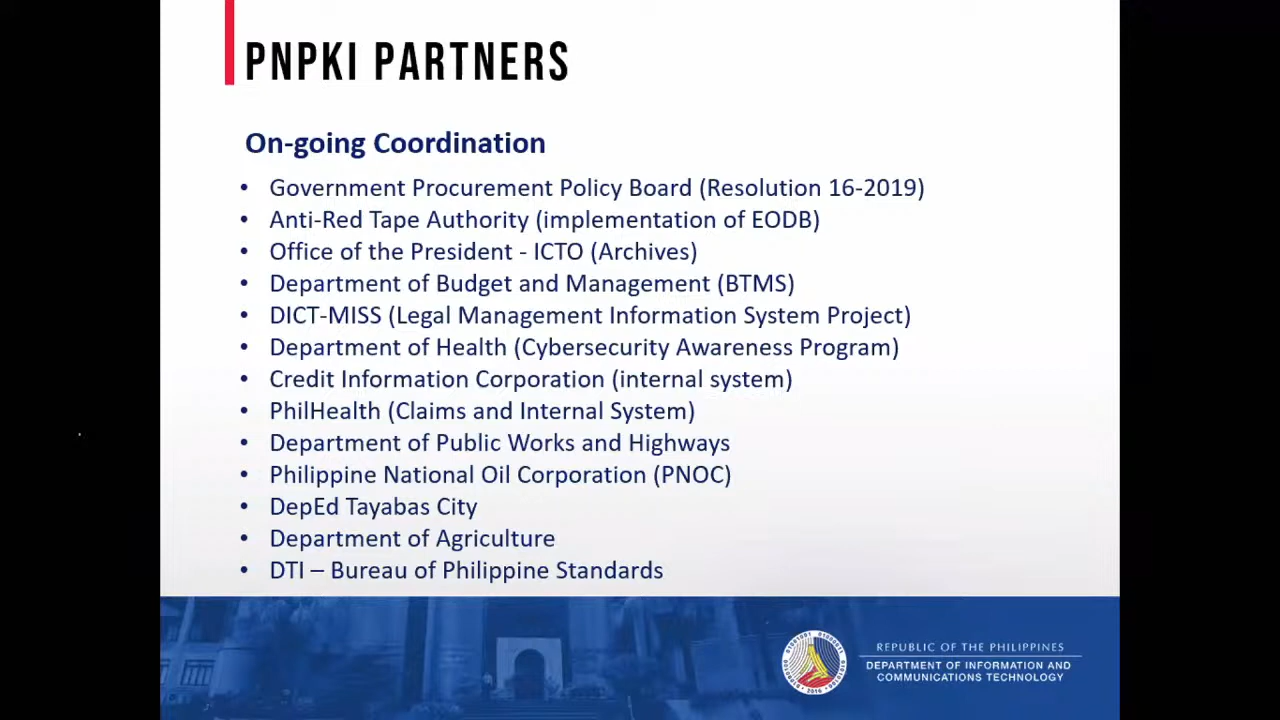 PNPKI PARTNERS
On-going Coordination
• Government Procurement Policy Board (Resolution 16-2019)
• Anti-Red Tape Authority (implementation of EODB)
• Office of the President - ICTO (Archives)
• Department of Budget and Management (BTMS)
• DICT-MISS (Legal Management Information System Project)
• Department of Health (Cybersecurity Awareness Program)
• Credit Information Corporation (internal system)
• PhilHealth (Claims and Internal System)
• Department of Public Works and Highways
• Philippine National Oil Corporation (PNOC)
• DepEd Tayabas City
• Department of Agriculture
• DTI – Bureau of Philippine Standards
REPUBLIC OF THE PHILIPPINES
DEPARTMENT OF INFORMATION AND
COMMUNICATIONS TECHNOLOGY
2016